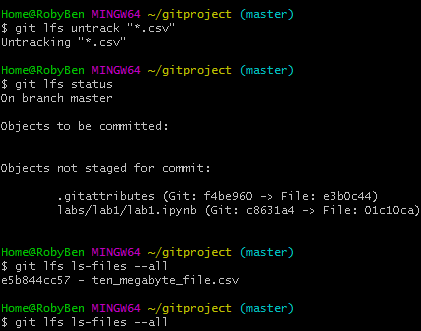 Home@RobyBen MINGW64 ~/gitproject (master)
$ git lfs untrack "*.csv"
Untracking "*.csv"
Home@RobyBen MINGW64 ~/gitproject (master)
$ git lfs status
On branch master
Objects to be committed:
Objects not staged for commit:
.gitattributes (Git: f4be960 -> File: e3b0c44)
labs/lab1/lab1.ipynb (Git: c8631a4 -> File: 01c10ca)
Home@RobyBen MINGW64 ~/gitproject (master)
$ git lfs ls-files --all
e5b844cc57 - ten_megabyte_file.csv
Home@RobyBen MINGW64 ~/gitproject (master)
$ git lfs ls-files --all